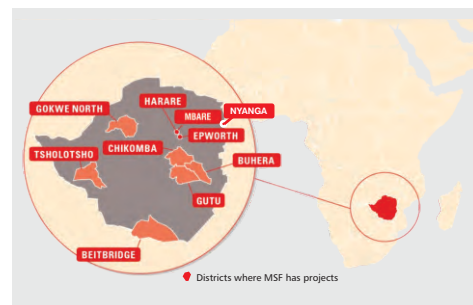 HARARE
GOKWE NORTH
MBARE
NYANGA
EPWORTH
TSHOLOTSHO
CHIKOMBA
BUHERA
GUTU
BEITBRIDGE
Districts where MSF has projects